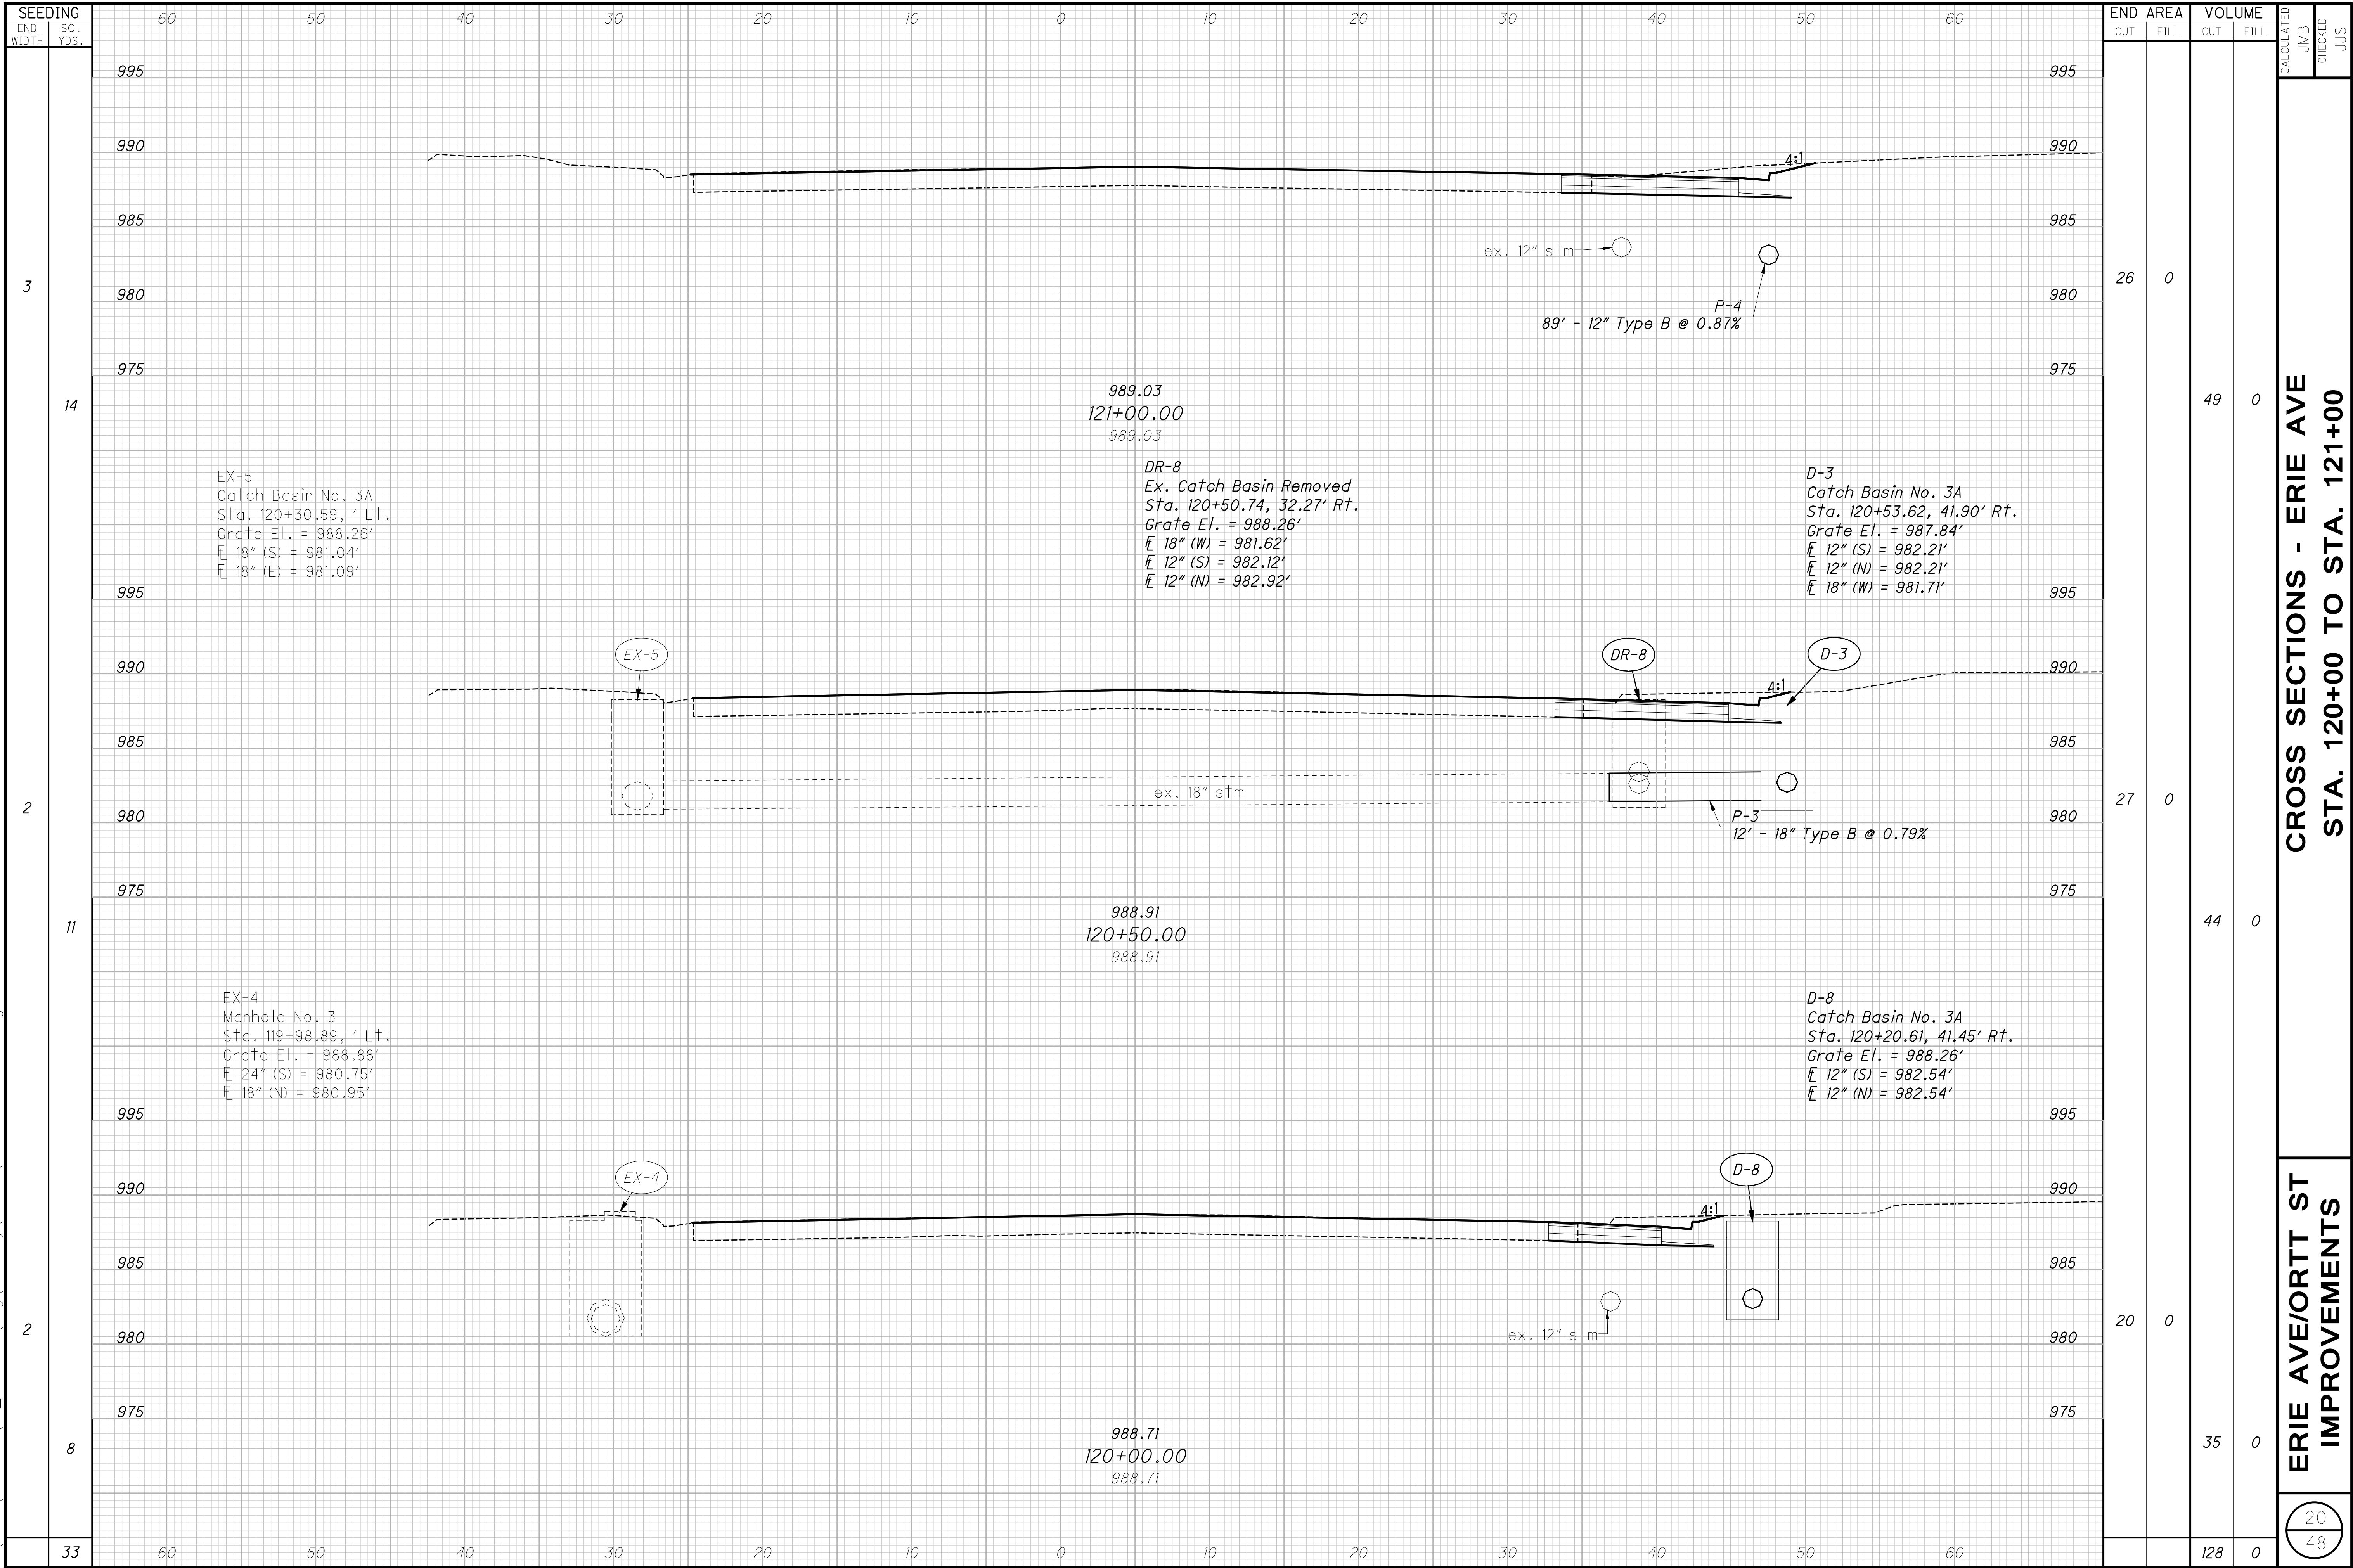 SEEDING
END WIDTH
SQ. YDS.
60 50 40 30 20 10 0 10 20 30 40 50 60
END AREA
CUT FILL
VOLUME
CUT FILL
CALCULATED
JMB
CHECKED
JJS
995 995
990 990
4:1
985 985
ex. 12" stm
3
26 0
980 980
P-4
89' - 12" Type B @ 0.87%
975 975
989.03
14
121+00.00
49 0
989.03
EX-5
Catch Basin No. 3A
Sta. 120+30.59, ' Lt.
Grate El. = 988.26'
℄ 18" (S) = 981.04'
℄ 18" (E) = 981.09'
DR-8
Ex. Catch Basin Removed
Sta. 120+50.74, 32.27' Rt.
Grate El. = 988.26'
℄ 18" (W) = 981.62'
℄ 12" (S) = 982.12'
℄ 12" (N) = 982.92'
D-3
Catch Basin No. 3A
Sta. 120+53.62, 41.90' Rt.
Grate El. = 987.84'
℄ 12" (S) = 982.21'
℄ 12" (N) = 982.21'
℄ 18" (W) = 981.71'
995 995
EX-5
DR-8
D-3
990 990
4:1
985 985
ex. 18" stm
2
27 0
980 980
P-3
12' - 18" Type B @ 0.79%
975 975
988.91
11
120+50.00
44 0
988.91
EX-4
Manhole No. 3
Sta. 119+98.89, ' Lt.
Grate El. = 988.88'
℄ 24" (S) = 980.75'
℄ 18" (N) = 980.95'
D-8
Catch Basin No. 3A
Sta. 120+20.61, 41.45' Rt.
Grate El. = 988.26'
℄ 12" (S) = 982.54'
℄ 12" (N) = 982.54'
995 995
EX-4
D-8
990 990
4:1
985 985
2
20 0
ex. 12" stm
980 980
975 975
988.71
8
120+00.00
35 0
988.71
33
60 50 40 30 20 10 0 10 20 30 40 50 60
128 0
CROSS SECTIONS - ERIE AVE
STA. 120+00 TO STA. 121+00
ERIE AVE/ORTT ST
IMPROVEMENTS
20
48